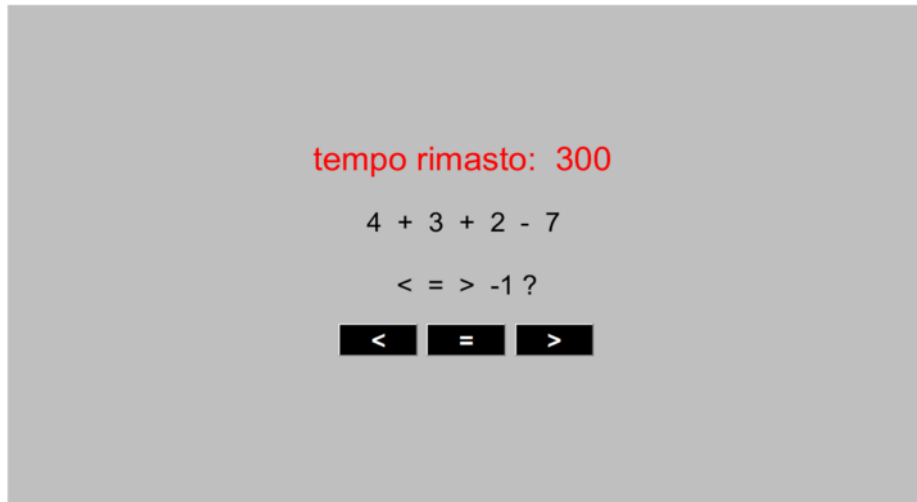 tempo rimasto: 300
4 + 3 + 2 - 7
< = > -1 ?
< = >